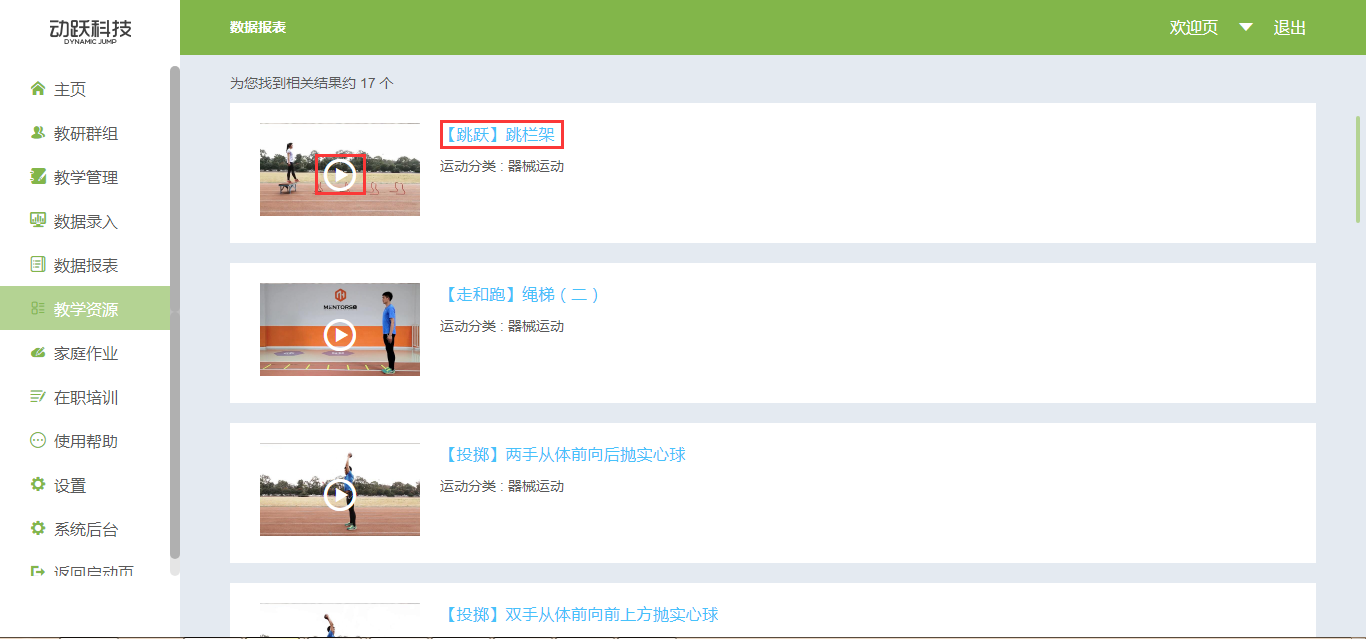 动跃科技
DYNAMIC JUMP
数据报表
欢迎页
退出
主页
教研群组
教学管理
数据录入
数据报表
教学资源
家庭作业
在职培训
使用帮助
设置
系统后台
返回启动页
为您找到相关结果约 17 个
【跳跃】跳栏架
运动分类 : 器械运动
MENTORSO
【走和跑】绳梯（二）
运动分类 : 器械运动
【投掷】两手从体前向后抛实心球
运动分类 : 器械运动
【投掷】双手从体前向前上方抛实心球